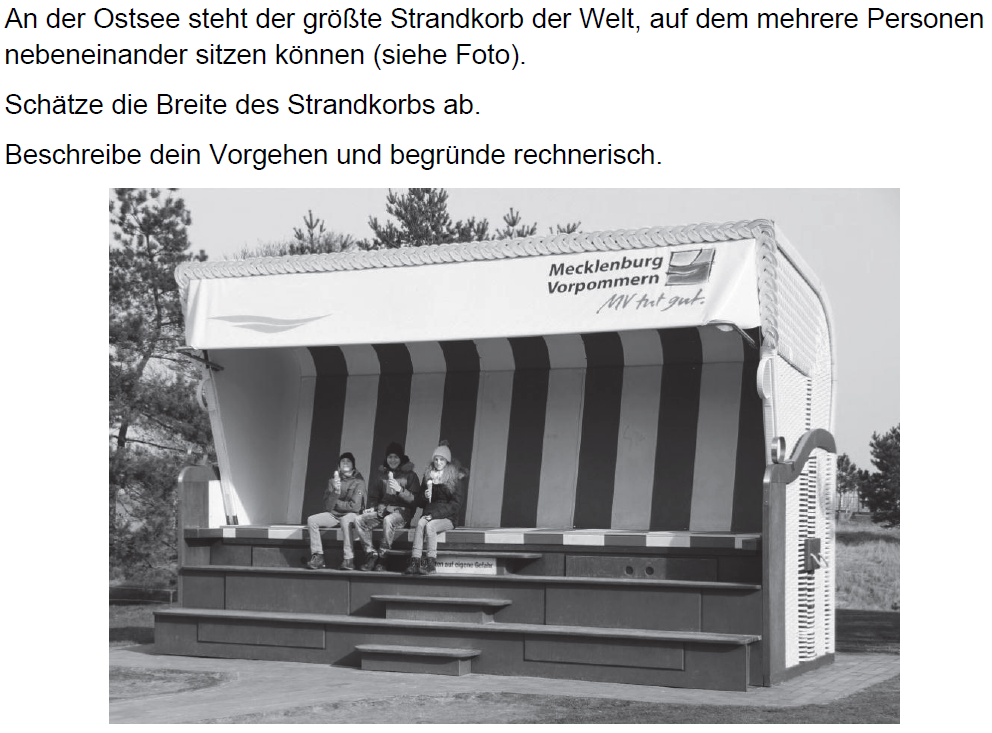 An der Ostsee steht der größte Strandkorb der Welt, auf dem mehrere Personen
nebeneinander sitzen können (siehe Foto).
Schätze die Breite des Strandkorbs ab.
Beschreibe dein Vorgehen und begründe rechnerisch.
Mecklenburg
Vorpommern
MV tut gut.
auf eigene Gefahr